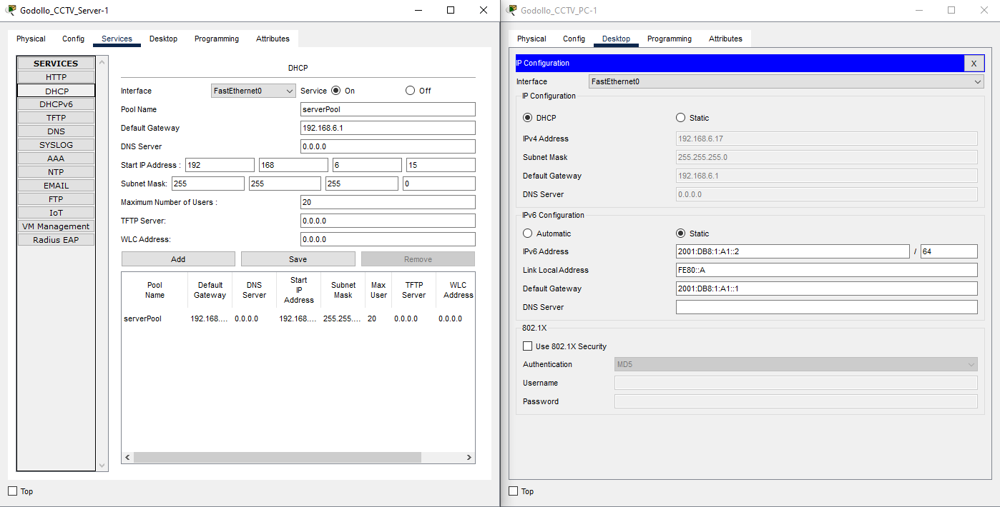 Godollo_CCTV_Server-1
Physical Config Services Desktop Programming Attributes
SERVICES
HTTP
DHCP
DHCPv6
TFTP
DNS
SYSLOG
AAA
NTP
EMAIL
FTP
IoT
VM Management
Radius EAP
DHCP
Interface FastEthernet0 Service On Off
Pool Name serverPool
Default Gateway 192.168.6.1
DNS Server 0.0.0.0
Start IP Address : 192 168 6 15
Subnet Mask: 255 255 255 0
Maximum Number of Users : 20
TFTP Server: 0.0.0.0
WLC Address: 0.0.0.0
Add Save Remove
Pool Name Default Gateway DNS Server Start IP Address Subnet Mask Max User TFTP Server WLC Address
serverPool 192.168.... 0.0.0.0 192.168.... 255.255.... 20 0.0.0.0 0.0.0.0
Top
Godollo_CCTV_PC-1
Physical Config Desktop Programming Attributes
IP Configuration X
Interface FastEthernet0
IP Configuration
DHCP Static
IPv4 Address 192.168.6.17
Subnet Mask 255.255.255.0
Default Gateway 192.168.6.1
DNS Server 0.0.0.0
IPv6 Configuration
Automatic Static
IPv6 Address 2001:DB8:1:A1::2 / 64
Link Local Address FE80::A
Default Gateway 2001:DB8:1:A1::1
DNS Server
802.1X
Use 802.1X Security
Authentication MD5
Username
Password
Top